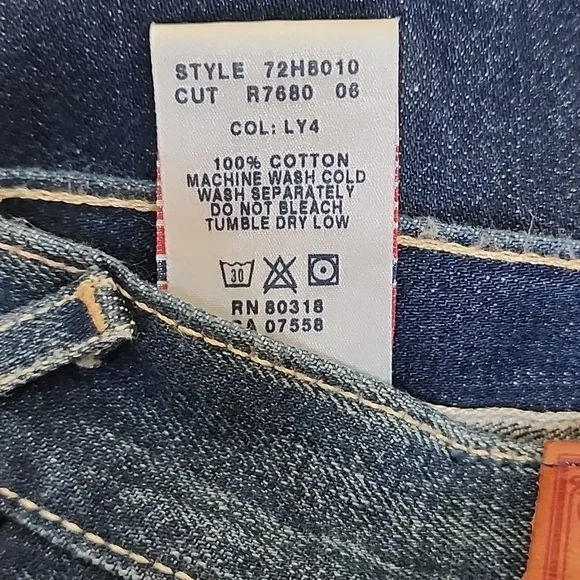 STYLE 72H8010
CUT R7680 06
COL: LY4
100% COTTON
MACHINE WASH COLD
WASH SEPARATELY
DO NOT BLEACH
TUMBLE DRY LOW
30
RN 80318
CA 07558